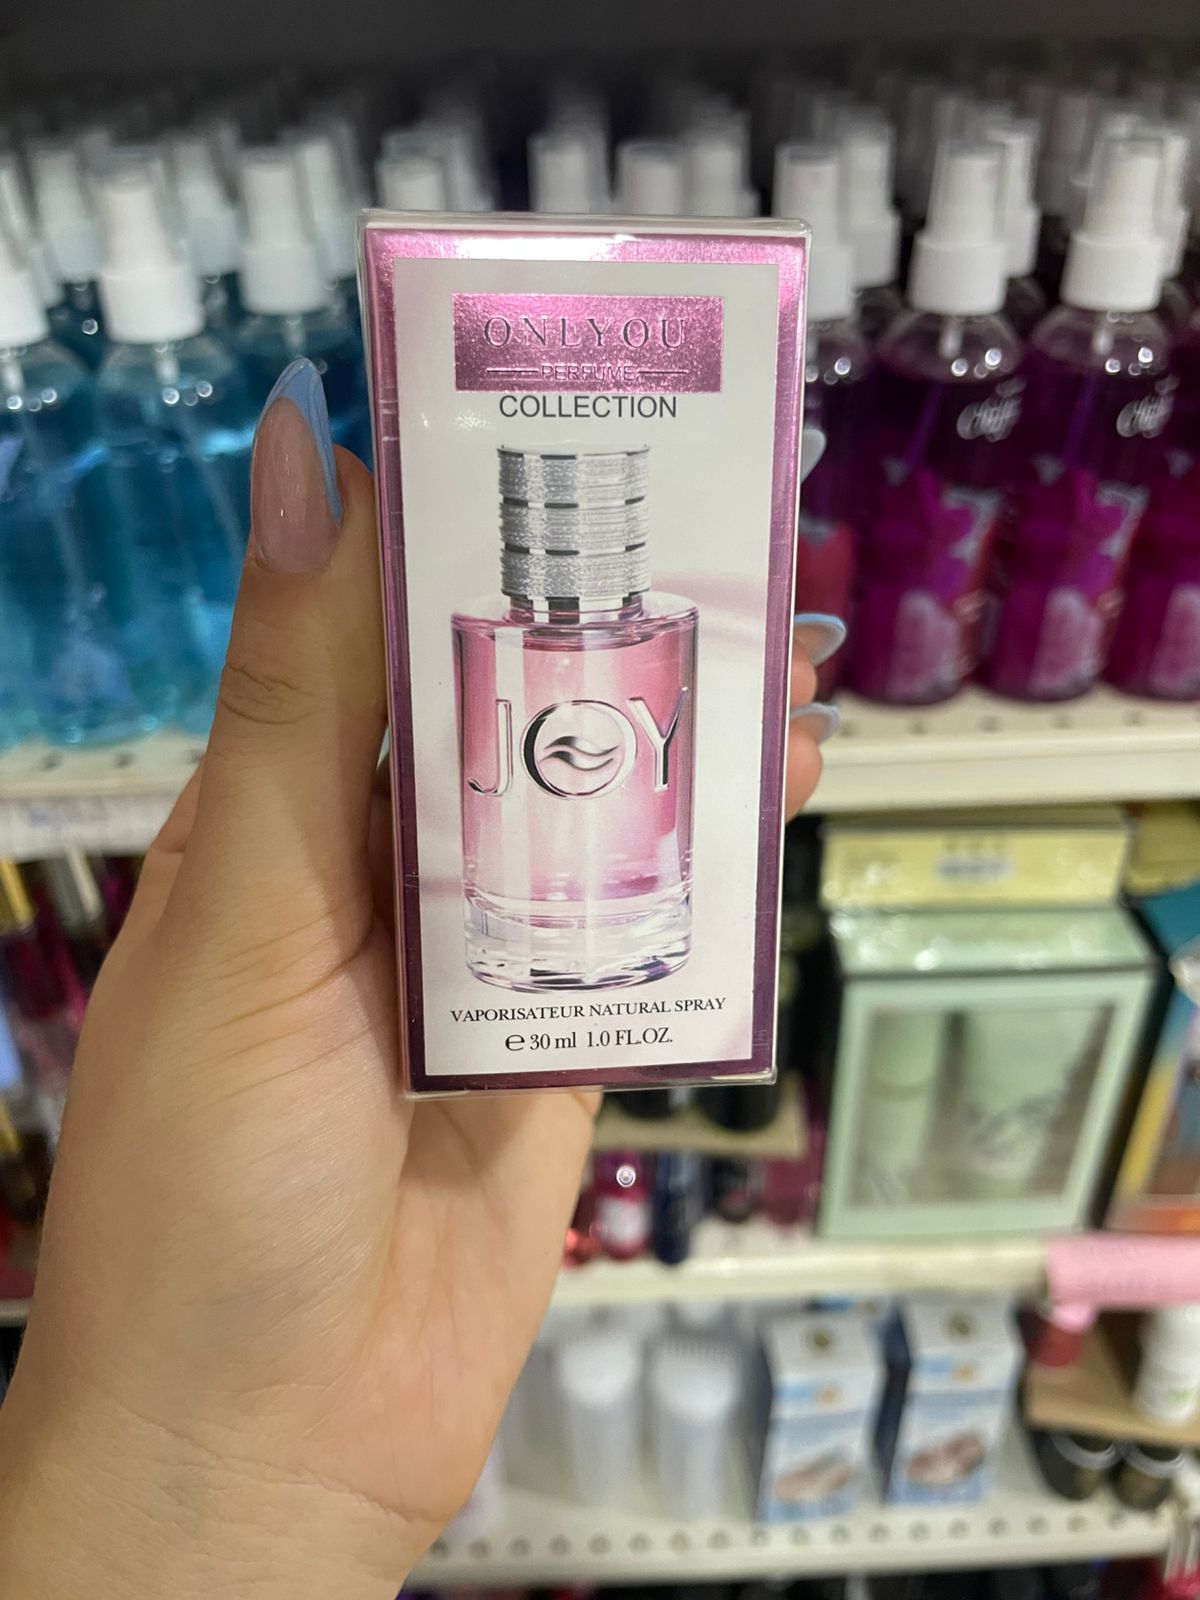 ONLYOU
PERFUME
COLLECTION
JOY
VAPORISATEUR NATURAL SPRAY
℮ 30 ml 1.0 FL.OZ.